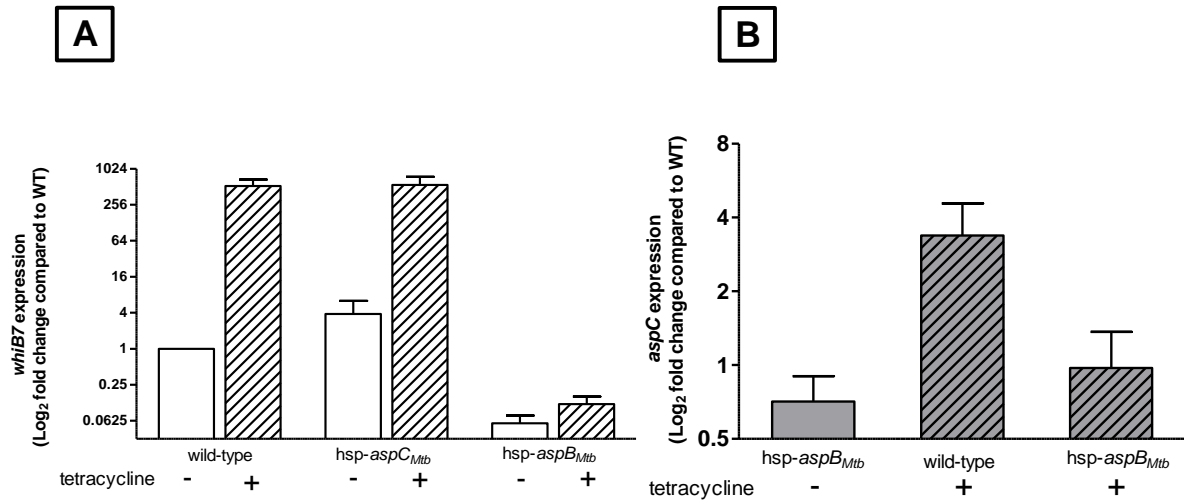 A
whiB7 expression
(Log2 fold change compared to WT)
1024
256
64
16
4
1
0.25
0.0625
wild-type hsp-aspCMtb hsp-aspBMtb
tetracycline - + - + - +
B
aspC expression
(Log2 fold change compared to WT)
8
4
2
1
0.5
hsp-aspBMtb wild-type hsp-aspBMtb
tetracycline - + +